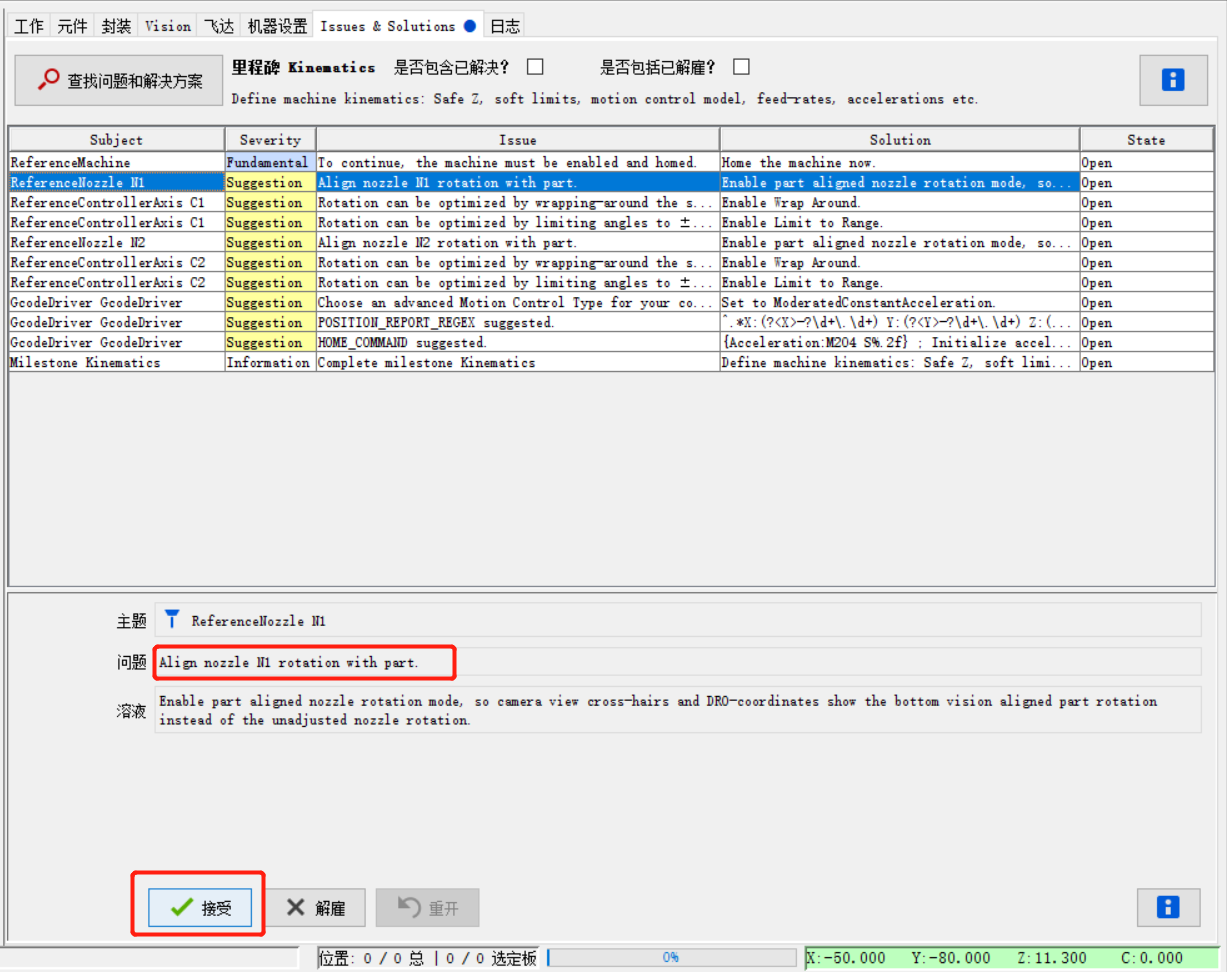 工作 元件 封装 Vision 飞达 机器设置 Issues & Solutions 日志
查找问题和解决方案
里程碑 Kinematics 是否包含已解决? 是否包括已解雇?
Define machine kinematics: Safe Z, soft limits, motion control model, feed-rates, accelerations etc.
Subject Severity Issue Solution State
ReferenceMachine Fundamental To continue, the machine must be enabled and homed. Home the machine now. Open
ReferenceNozzle N1 Suggestion Align nozzle N1 rotation with part. Enable part aligned nozzle rotation mode, so... Open
ReferenceControllerAxis C1 Suggestion Rotation can be optimized by wrapping-around the s... Enable Wrap Around. Open
ReferenceControllerAxis C1 Suggestion Rotation can be optimized by limiting angles to ±... Enable Limit to Range. Open
ReferenceNozzle N2 Suggestion Align nozzle N2 rotation with part. Enable part aligned nozzle rotation mode, so... Open
ReferenceControllerAxis C2 Suggestion Rotation can be optimized by wrapping-around the s... Enable Wrap Around. Open
ReferenceControllerAxis C2 Suggestion Rotation can be optimized by limiting angles to ±... Enable Limit to Range. Open
GcodeDriver GcodeDriver Suggestion Choose an advanced Motion Control Type for your co... Set to ModeratedConstantAcceleration. Open
GcodeDriver GcodeDriver Suggestion POSITION_REPORT_REGEX suggested. ^.*X:(?<X>-?\d+\.\d+) Y:(?<Y>-?\d+\.\d+) Z:(... Open
GcodeDriver GcodeDriver Suggestion HOME_COMMAND suggested. {Acceleration:M204 S%.2f} ; Initialize accel... Open
Milestone Kinematics Information Complete milestone Kinematics Define machine kinematics: Safe Z, soft limi... Open
主题 ReferenceNozzle N1
问题 Align nozzle N1 rotation with part.
溶液 Enable part aligned nozzle rotation mode, so camera view cross-hairs and DRO-coordinates show the bottom vision aligned part rotation
instead of the unadjusted nozzle rotation.
接受 解雇 重开
位置: 0 / 0 总 | 0 / 0 选定板 0% X:-50.000 Y:-80.000 Z:11.300 C:0.000